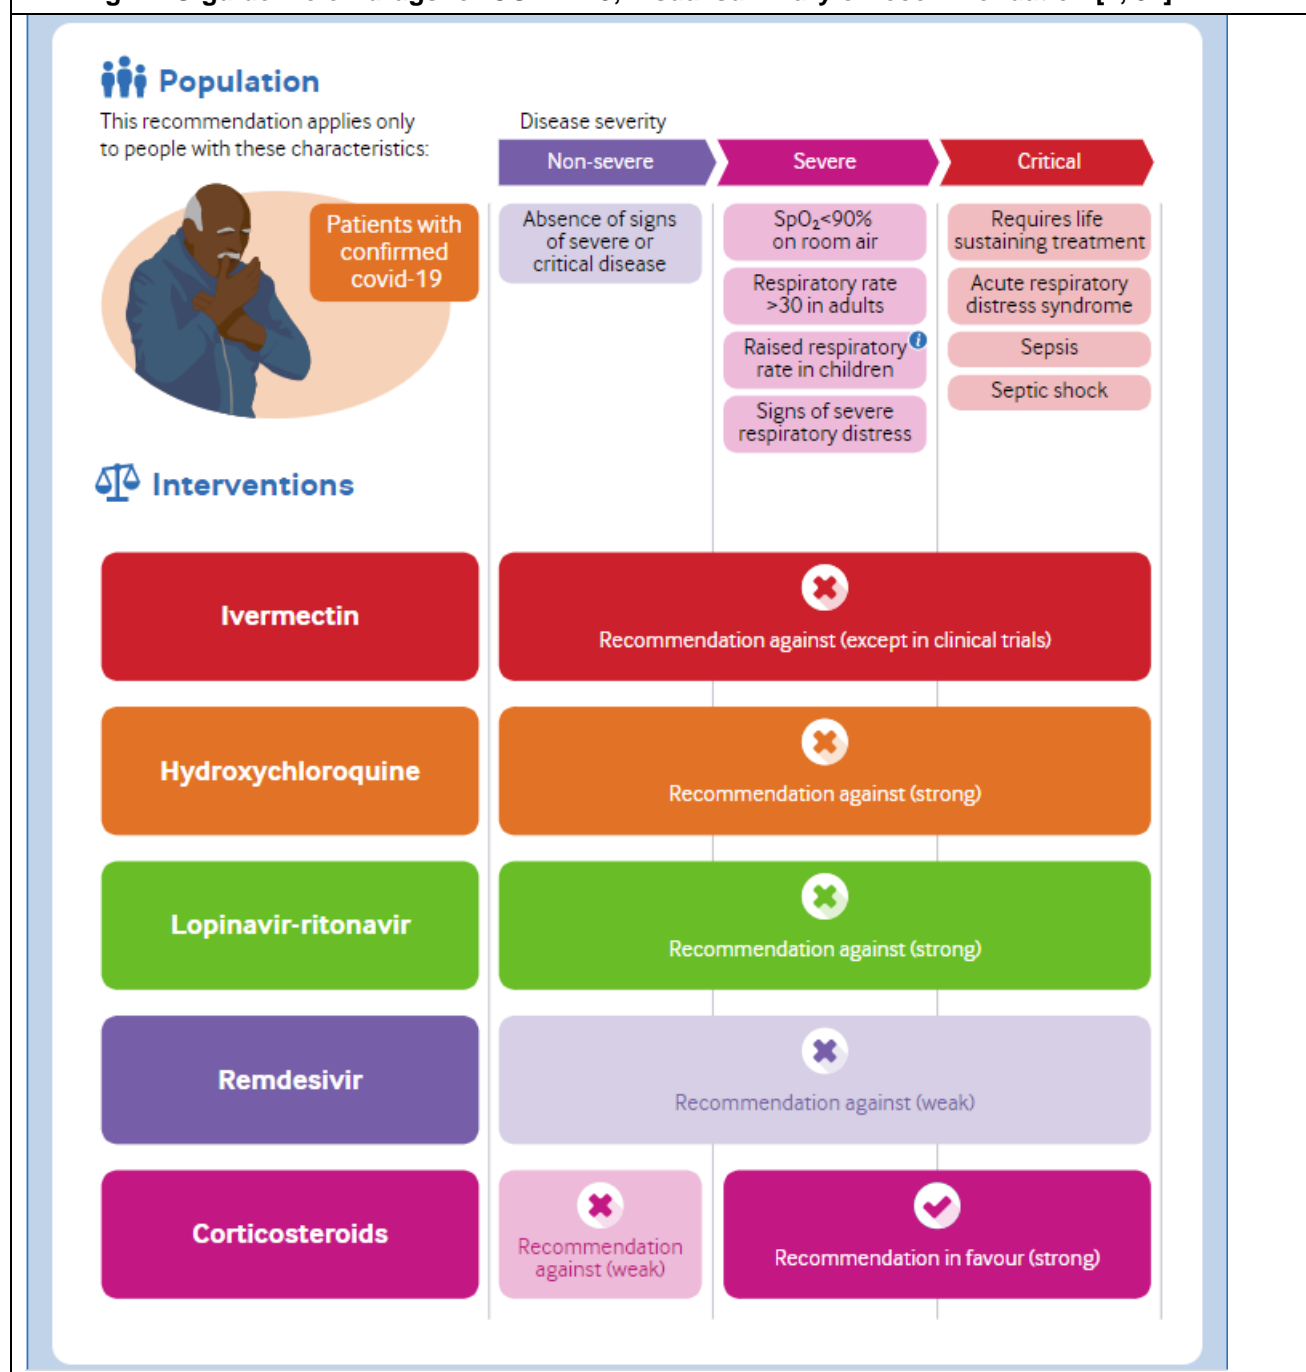 Population
This recommendation applies only
to people with these characteristics:
Patients with
confirmed
covid-19
Disease severity
Non-severe
Severe
Critical
Absence of signs
of severe or
critical disease
SpO₂<90%
on room air
Respiratory rate
>30 in adults
Raised respiratory
rate in children
i
Signs of severe
respiratory distress
Requires life
sustaining treatment
Acute respiratory
distress syndrome
Sepsis
Septic shock
Interventions
Ivermectin
Recommendation against (except in clinical trials)
Hydroxychloroquine
Recommendation against (strong)
Lopinavir-ritonavir
Recommendation against (strong)
Remdesivir
Recommendation against (weak)
Corticosteroids
Recommendation
against (weak)
Recommendation in favour (strong)